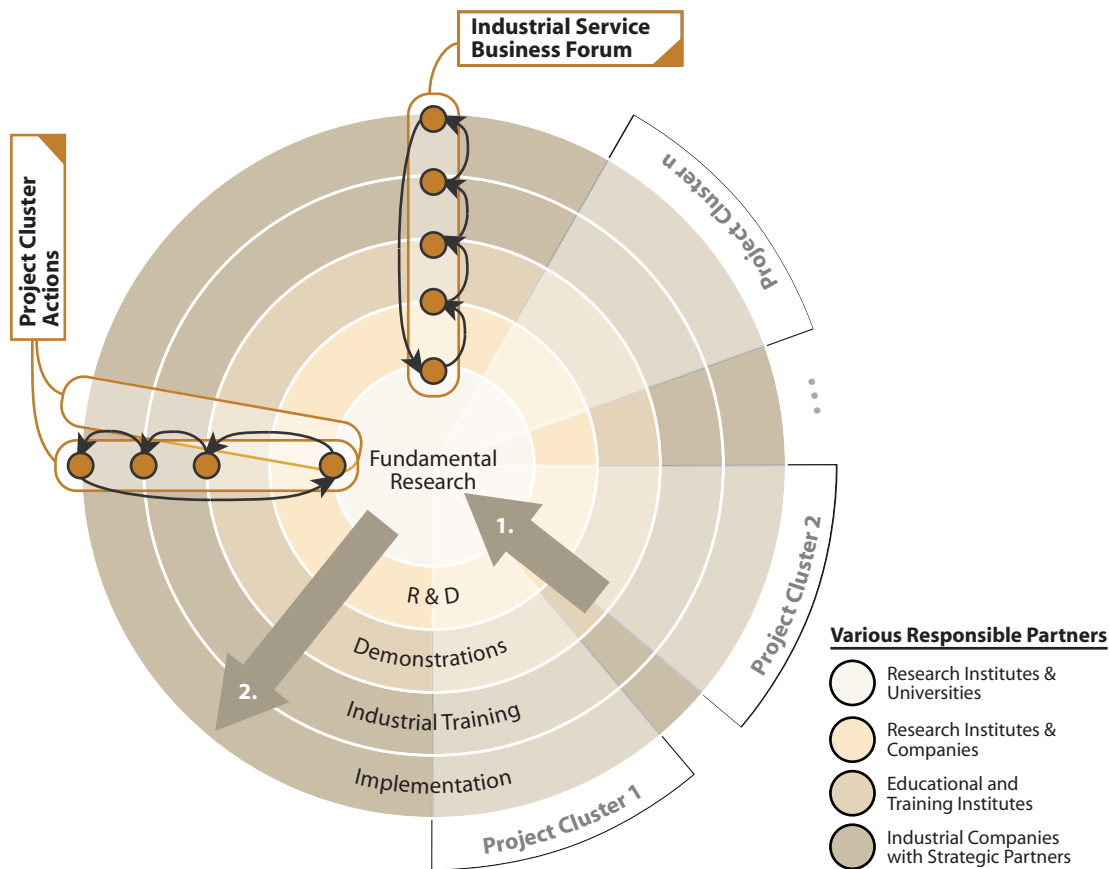 Industrial Service
Business Forum
Project Cluster
Actions
Project Cluster n
...
Fundamental
Research
1.
R & D
Project Cluster 2
Demonstrations
2.
Industrial Training
Implementation
Project Cluster 1
Various Responsible Partners
Research Institutes &
Universities
Research Institutes &
Companies
Educational and
Training Institutes
Industrial Companies
with Strategic Partners